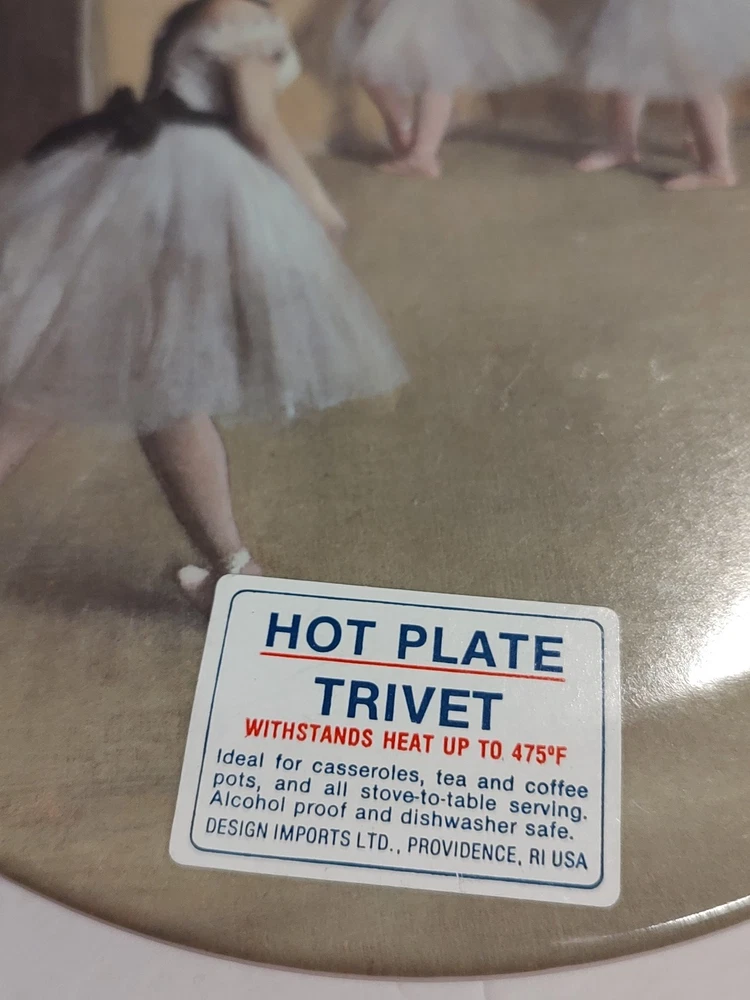 HOT PLATE
TRIVET
WITHSTANDS HEAT UP TO 475°F
Ideal for casseroles, tea and coffee
pots, and all stove-to-table serving.
Alcohol proof and dishwasher safe.
DESIGN IMPORTS LTD., PROVIDENCE, RI USA